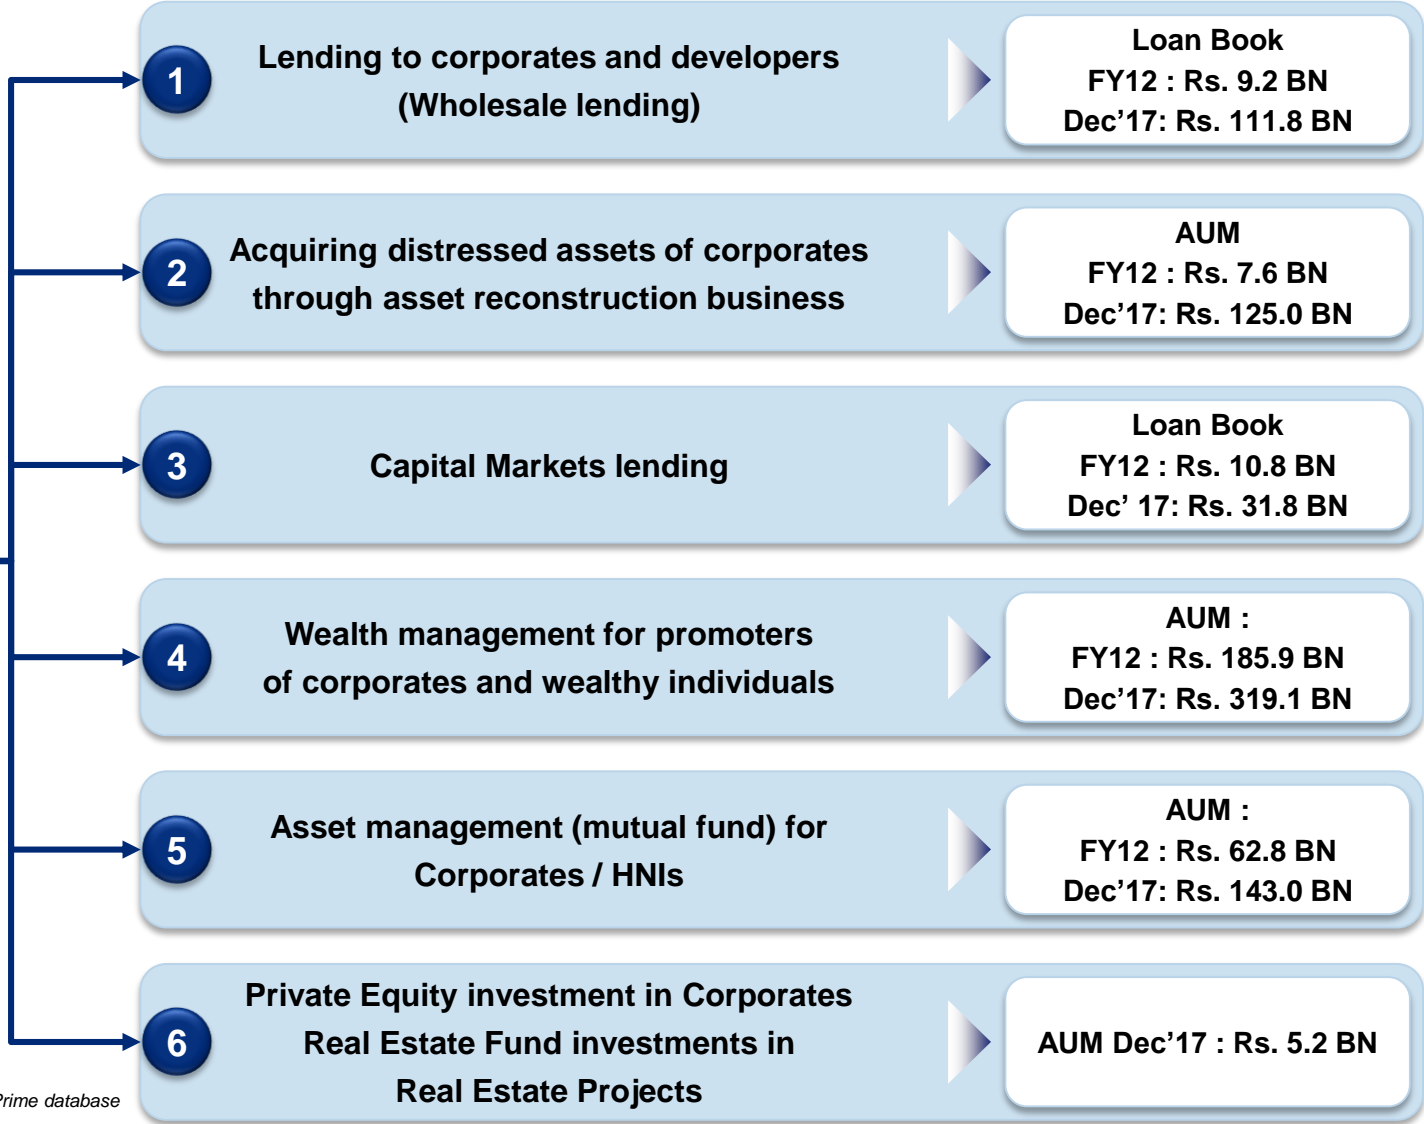 1
Lending to corporates and developers
(Wholesale lending)
Loan Book
FY12 : Rs. 9.2 BN
Dec’17: Rs. 111.8 BN
2
Acquiring distressed assets of corporates
through asset reconstruction business
AUM
FY12 : Rs. 7.6 BN
Dec’17: Rs. 125.0 BN
3
Capital Markets lending
Loan Book
FY12 : Rs. 10.8 BN
Dec’ 17: Rs. 31.8 BN
4
Wealth management for promoters
of corporates and wealthy individuals
AUM :
FY12 : Rs. 185.9 BN
Dec’17: Rs. 319.1 BN
5
Asset management (mutual fund) for
Corporates / HNIs
AUM :
FY12 : Rs. 62.8 BN
Dec’17: Rs. 143.0 BN
6
Private Equity investment in Corporates
Real Estate Fund investments in
Real Estate Projects
AUM Dec’17 : Rs. 5.2 BN
Prime database